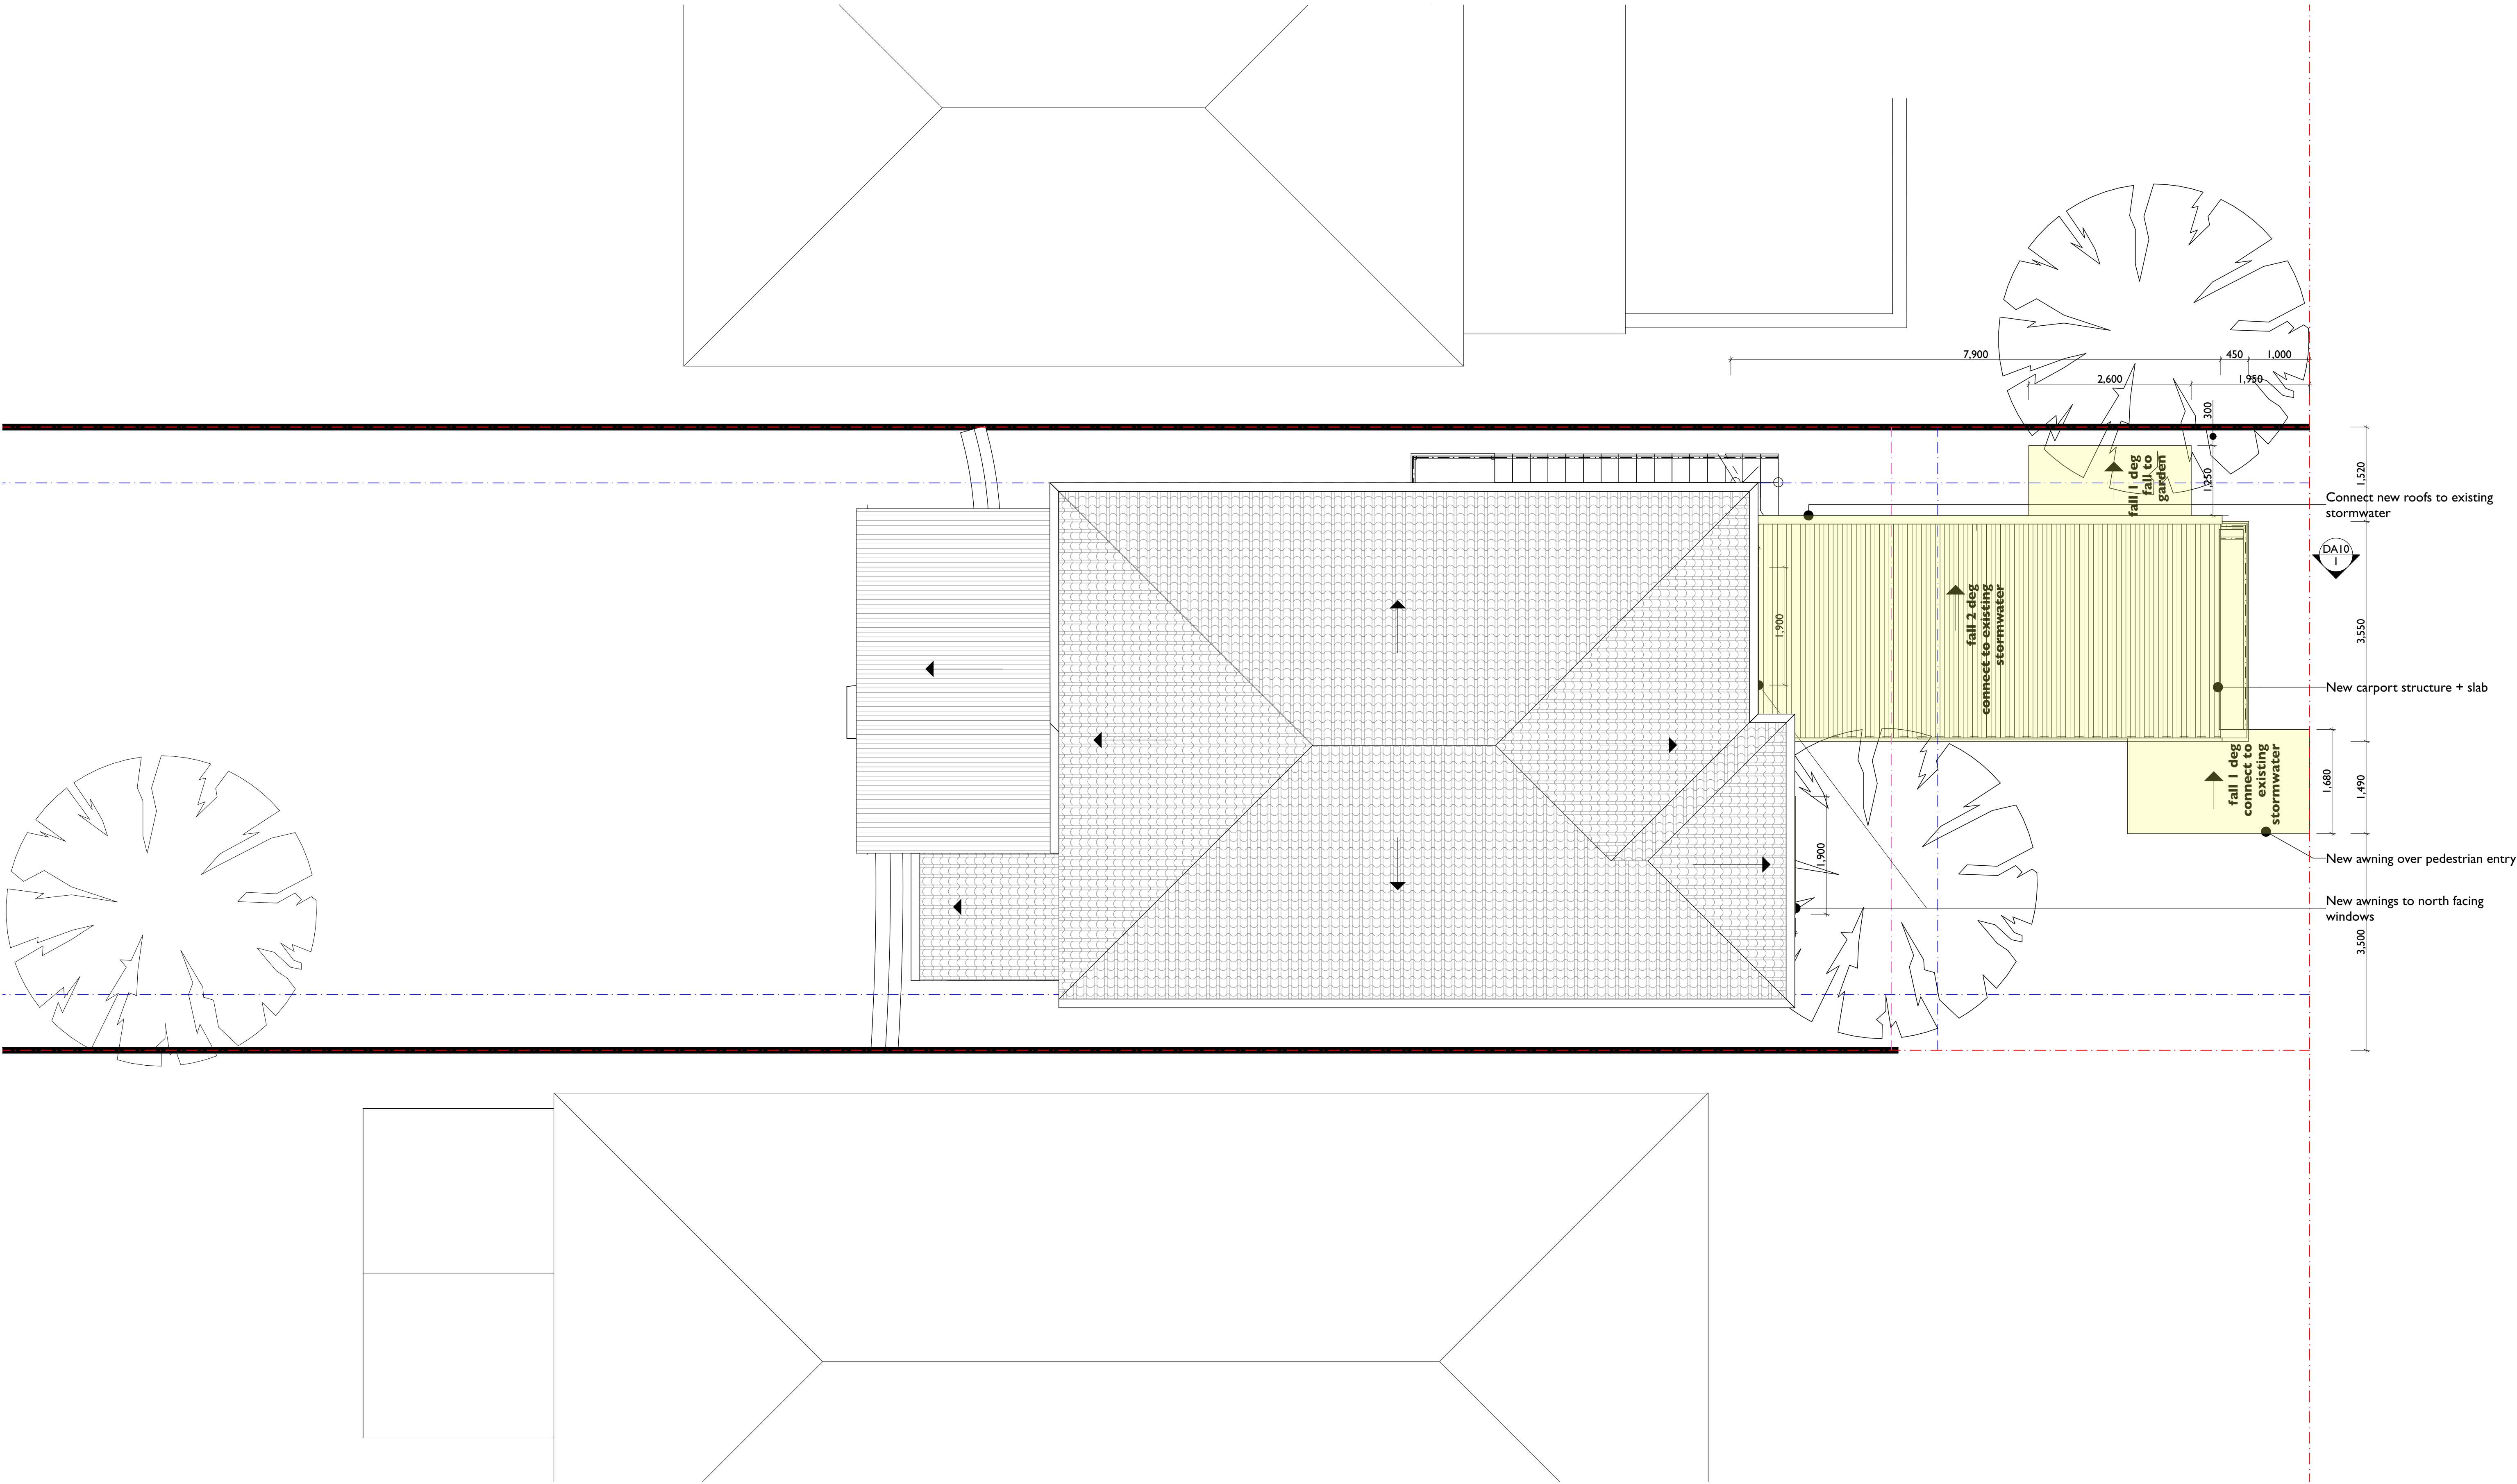 7,900
450
1,000
2,600
1,950
300
1,250
fall 1 deg
fall to
garden
1,520
Connect new roofs to existing
stormwater
DA10
1
1,900
fall 2 deg
connect to existing
stormwater
3,550
New carport structure + slab
fall 1 deg
connect to
existing
stormwater
1,680
1,490
1,900
New awning over pedestrian entry
New awnings to north facing
windows
3,500